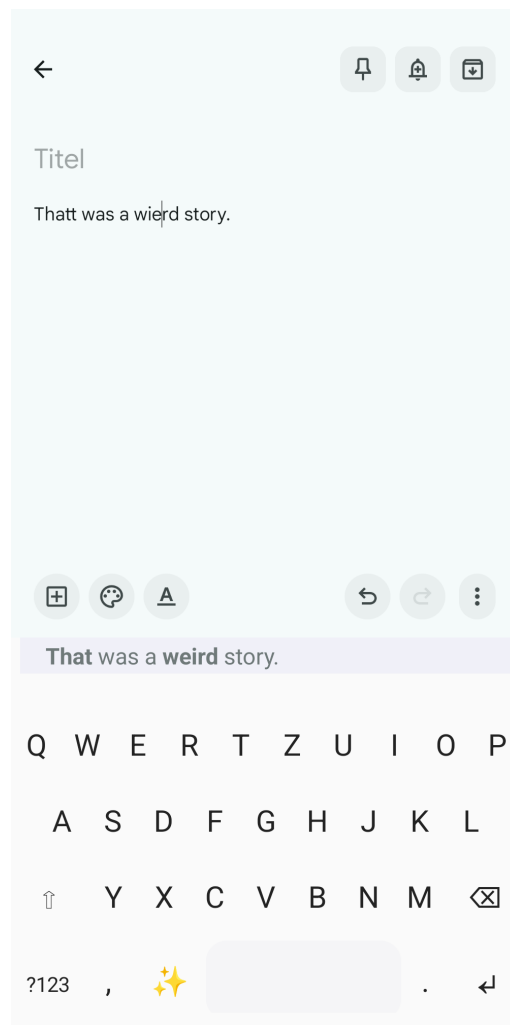 Titel
Thatt was a wierd story.
A
That was a weird story.
Q W E R T Z U I O P
A S D F G H J K L
⇧ Y X C V B N M
?123 , ✨ .